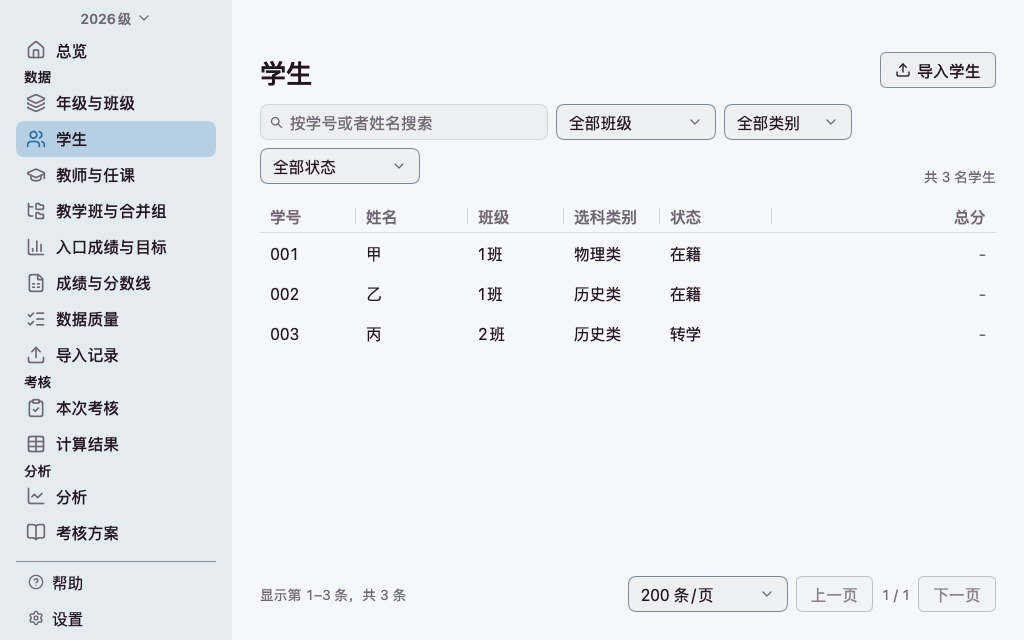 2026级
总览
数据
年级与班级
学生
教师与任课
教学班与合并组
入口成绩与目标
成绩与分数线
数据质量
导入记录
考核
本次考核
计算结果
分析
分析
考核方案
帮助
设置
学生
导入学生
按学号或者姓名搜索
全部班级
全部类别
全部状态
共 3 名学生
学号 姓名 班级 选科类别 状态 总分
001 甲 1班 物理类 在籍 -
002 乙 1班 历史类 在籍 -
003 丙 2班 历史类 转学 -
显示第 1–3 条，共 3 条
200 条/页
上一页
1 / 1
下一页